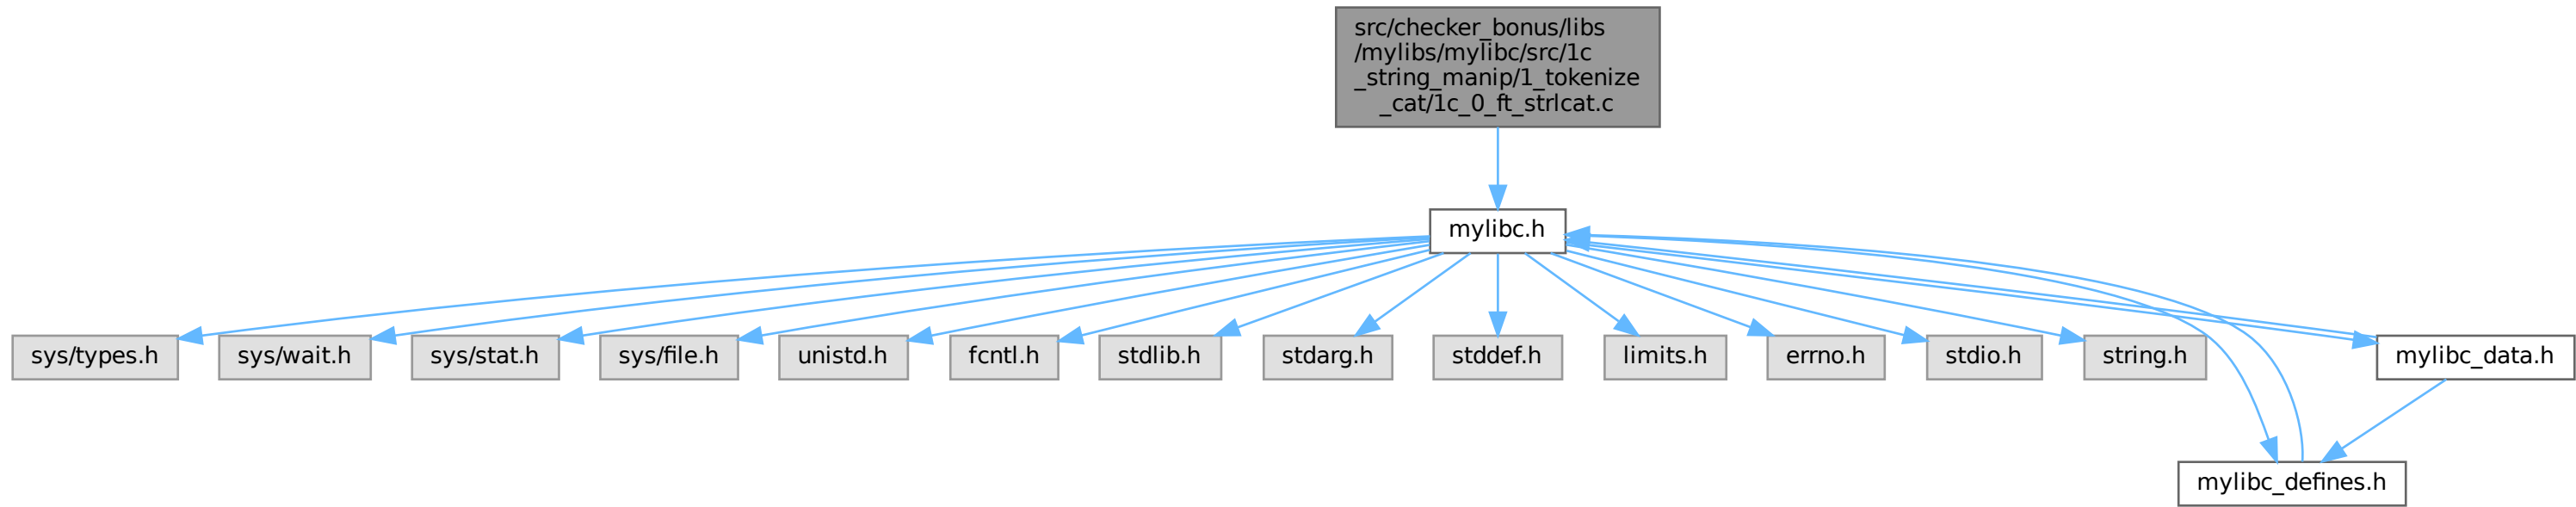 src/checker_bonus/libs
/mylibs/mylibc/src/1c
_string_manip/1_tokenize
_cat/1c_0_ft_strlcat.c
mylibc.h
sys/types.h
sys/wait.h
sys/stat.h
sys/file.h
unistd.h
fcntl.h
stdlib.h
stdarg.h
stddef.h
limits.h
errno.h
stdio.h
string.h
mylibc_data.h
mylibc_defines.h